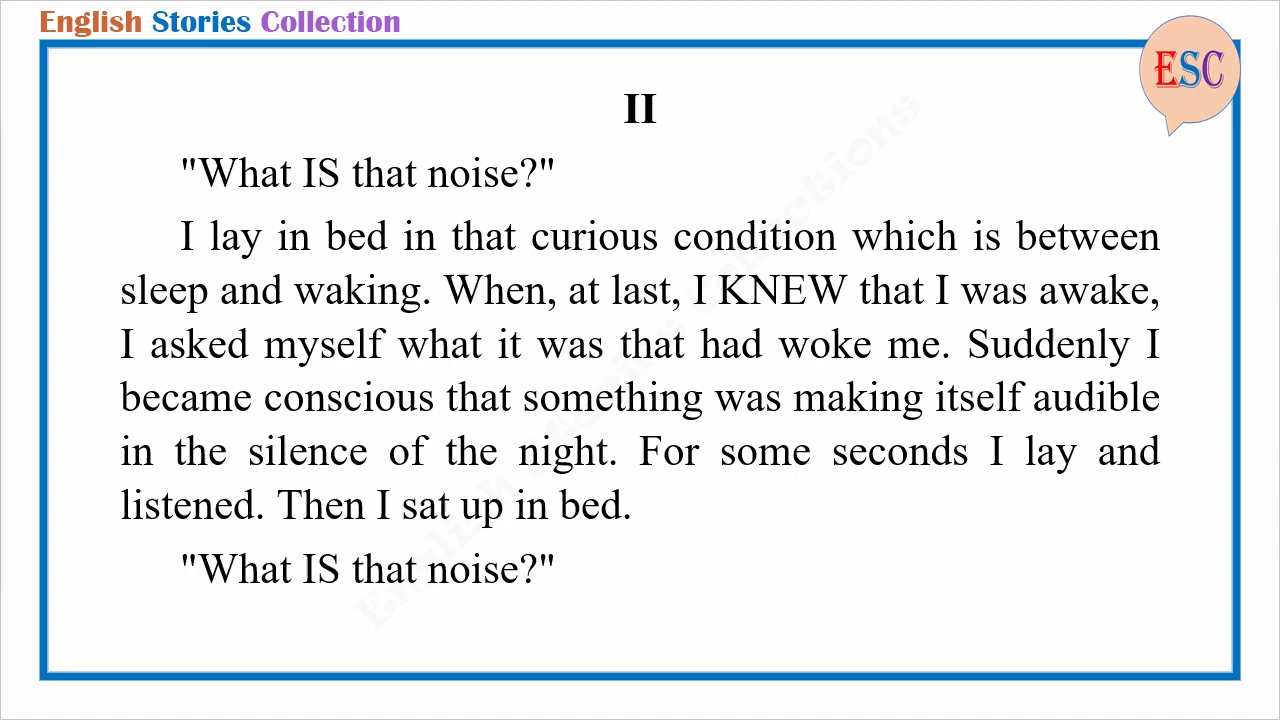 English Stories Collection
ESC
II
"What IS that noise?"
I lay in bed in that curious condition which is between
sleep and waking. When, at last, I KNEW that I was awake,
I asked myself what it was that had woke me. Suddenly I
became conscious that something was making itself audible
in the silence of the night. For some seconds I lay and
listened. Then I sat up in bed.
"What IS that noise?"